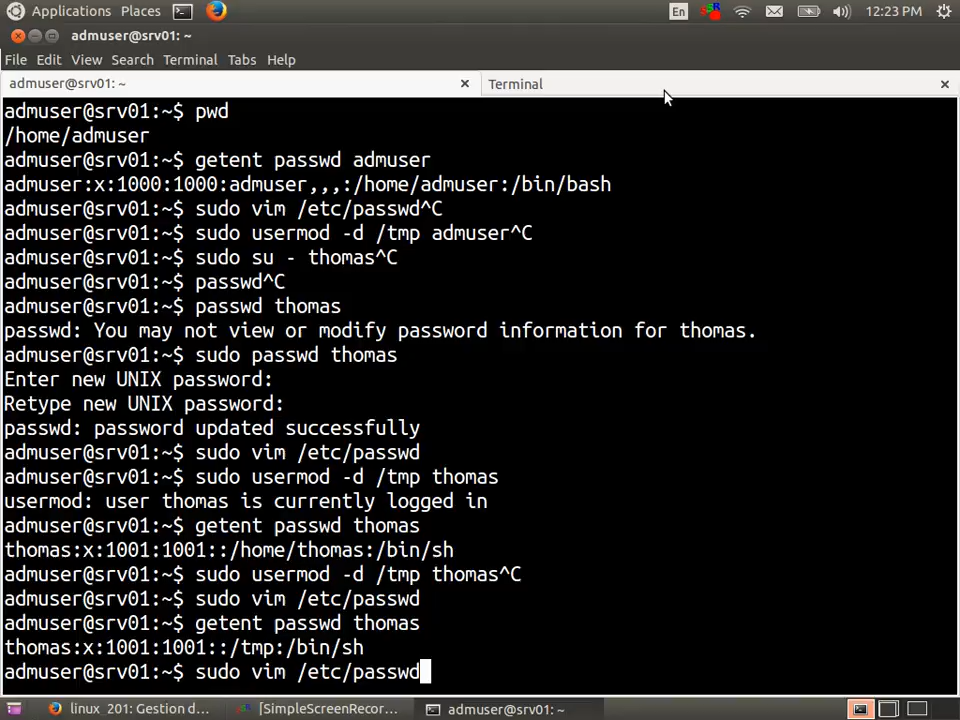 Applications Places En 12:23 PM
admuser@srv01: ~
File Edit View Search Terminal Tabs Help
admuser@srv01: ~ × Terminal ×
admuser@srv01:~$ pwd
/home/admuser
admuser@srv01:~$ getent passwd admuser
admuser:x:1000:1000:admuser,,,:/home/admuser:/bin/bash
admuser@srv01:~$ sudo vim /etc/passwd^C
admuser@srv01:~$ sudo usermod -d /tmp admuser^C
admuser@srv01:~$ sudo su - thomas^C
admuser@srv01:~$ passwd^C
admuser@srv01:~$ passwd thomas
passwd: You may not view or modify password information for thomas.
admuser@srv01:~$ sudo passwd thomas
Enter new UNIX password:
Retype new UNIX password:
passwd: password updated successfully
admuser@srv01:~$ sudo vim /etc/passwd
admuser@srv01:~$ sudo usermod -d /tmp thomas
usermod: user thomas is currently logged in
admuser@srv01:~$ getent passwd thomas
thomas:x:1001:1001::/home/thomas:/bin/sh
admuser@srv01:~$ sudo usermod -d /tmp thomas^C
admuser@srv01:~$ sudo vim /etc/passwd
admuser@srv01:~$ getent passwd thomas
thomas:x:1001:1001::/tmp:/bin/sh
admuser@srv01:~$ sudo vim /etc/passwd
linux_201: Gestion d... [SimpleScreenRecor... admuser@srv01: ~